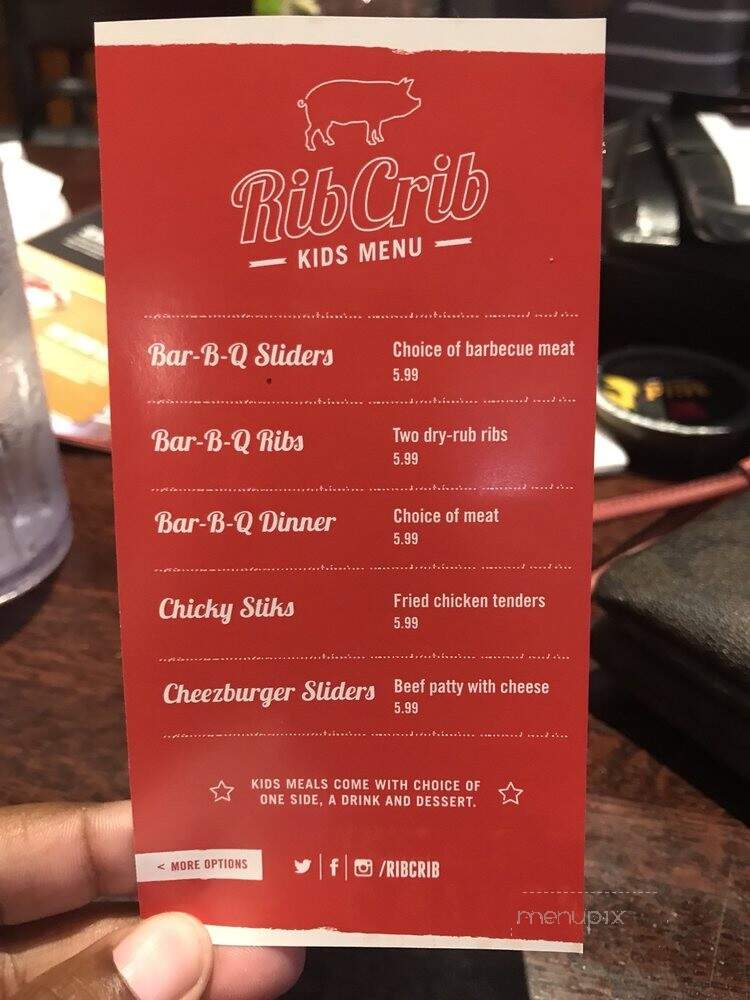 RibCrib
KIDS MENU
Bar-B-Q Sliders
Choice of barbecue meat
5.99
Bar-B-Q Ribs
Two dry-rub ribs
5.99
Bar-B-Q Dinner
Choice of meat
5.99
Chicky Stiks
Fried chicken tenders
5.99
Cheezburger Sliders
Beef patty with cheese
5.99
KIDS MEALS COME WITH CHOICE OF
ONE SIDE, A DRINK AND DESSERT.
< MORE OPTIONS
/RIBCRIB
menupix